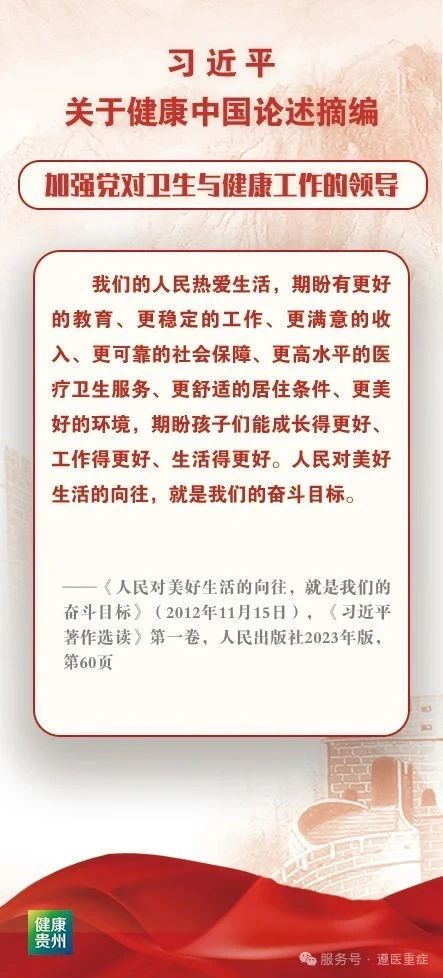 习近平
关于健康中国论述摘编
加强党对卫生与健康工作的领导
我们的人民热爱生活，期盼有更好
的教育、更稳定的工作、更满意的收
入、更可靠的社会保障、更高水平的医
疗卫生服务、更舒适的居住条件、更美
好的环境，期盼孩子们能成长得更好、
工作得更好、生活得更好。人民对美好
生活的向往，就是我们的奋斗目标。
——《人民对美好生活的向往，就是我们的
奋斗目标》（2012年11月15日），《习近平
著作选读》第一卷，人民出版社2023年版，
第60页
健康
贵州
服务号 · 遵医重症